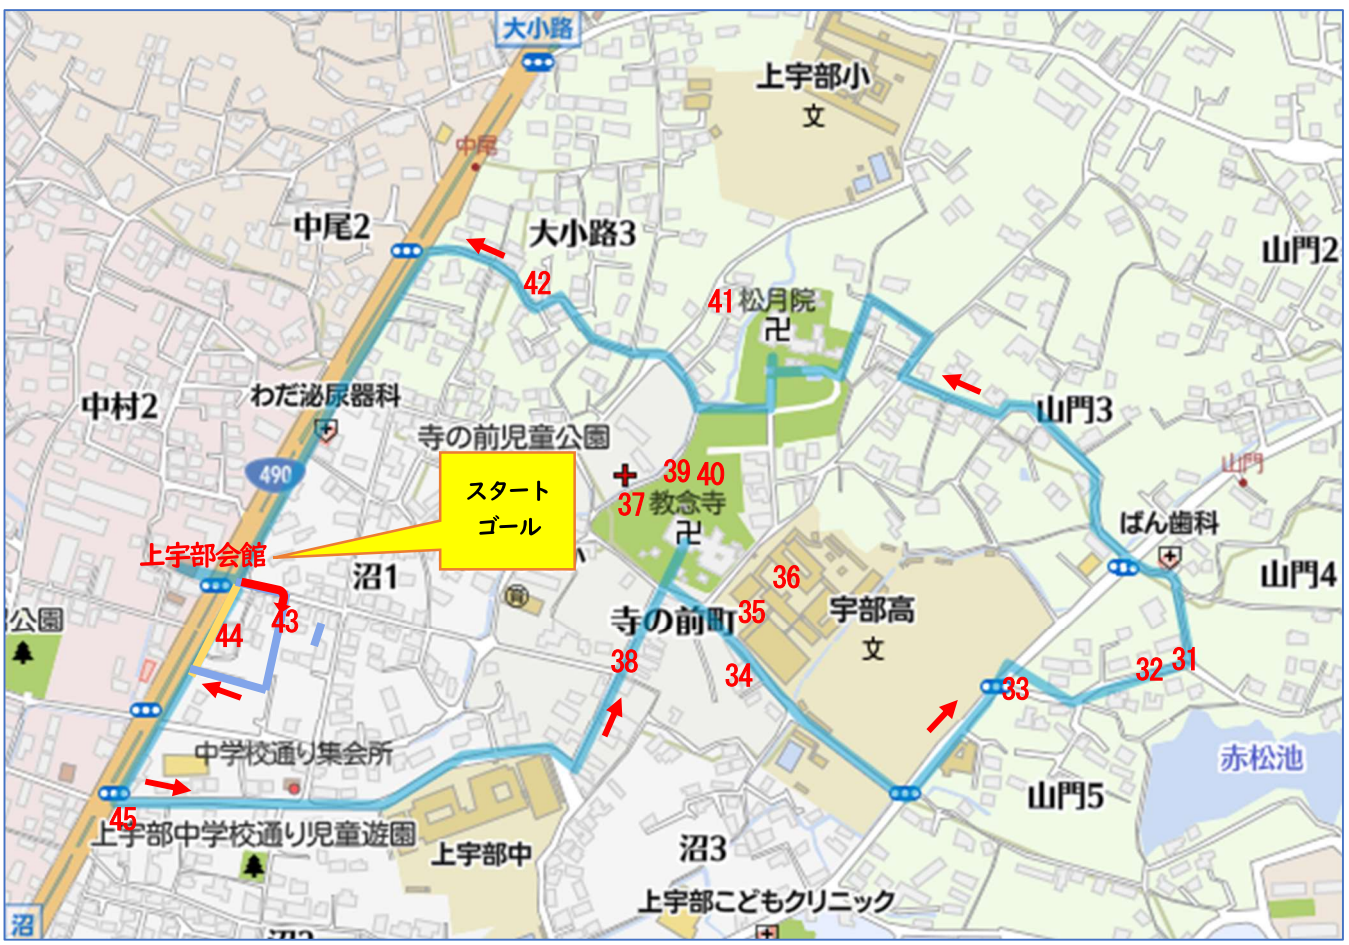 大小路
上宇部小
文
中尾
中尾2
大小路3
山門2
42
41
松月院
卍
わだ泌尿器科
中村2
山門3
寺の前児童公園
490
スタート
ゴール
39
40
山門
37
教念寺
卍
ばん歯科
上宇部会館
沼1
36
山門4
公園
43
44
寺の前町
35
宇部高
文
38
34
33
32
31
中学校通り集会所
赤松池
山門5
45
上宇部中学校通り児童遊園
上宇部中
沼3
上宇部こどもクリニック
沼